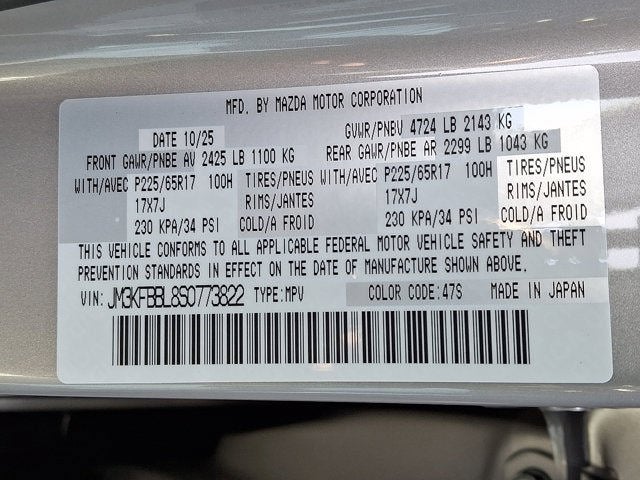 MFD. BY MAZDA MOTOR CORPORATION
DATE 10/25 GVWR/PNBV 4724 LB 2143 KG
FRONT GAWR/PNBE AV 2425 LB 1100 KG REAR GAWR/PNBE AR 2299 LB 1043 KG
WITH/AVEC P225/65R17 100H TIRES/PNEUS WITH/AVEC P225/65R17 100H TIRES/PNEUS
17X7J RIMS/JANTES 17X7J RIMS/JANTES
230 KPA/34 PSI COLD/A FROID 230 KPA/34 PSI COLD/A FROID
THIS VEHICLE CONFORMS TO ALL APPLICABLE FEDERAL MOTOR VEHICLE SAFETY AND THEFT
PREVENTION STANDARDS IN EFFECT ON THE DATE OF MANUFACTURE SHOWN ABOVE.
VIN: JM3KFBBL8S0773822 TYPE:MPV COLOR CODE:47S MADE IN JAPAN